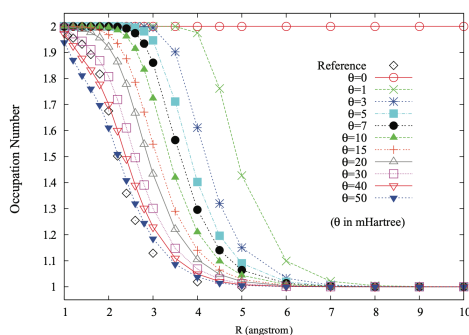 2
1.9
1.8
1.7
1.6
1.5
1.4
1.3
1.2
1.1
1
Occupation Number
Reference
θ=0
θ=1
θ=3
θ=5
θ=7
θ=10
θ=15
θ=20
θ=30
θ=40
θ=50
(θ in mHartree)
1 2 3 4 5 6 7 8 9 10
R (angstrom)